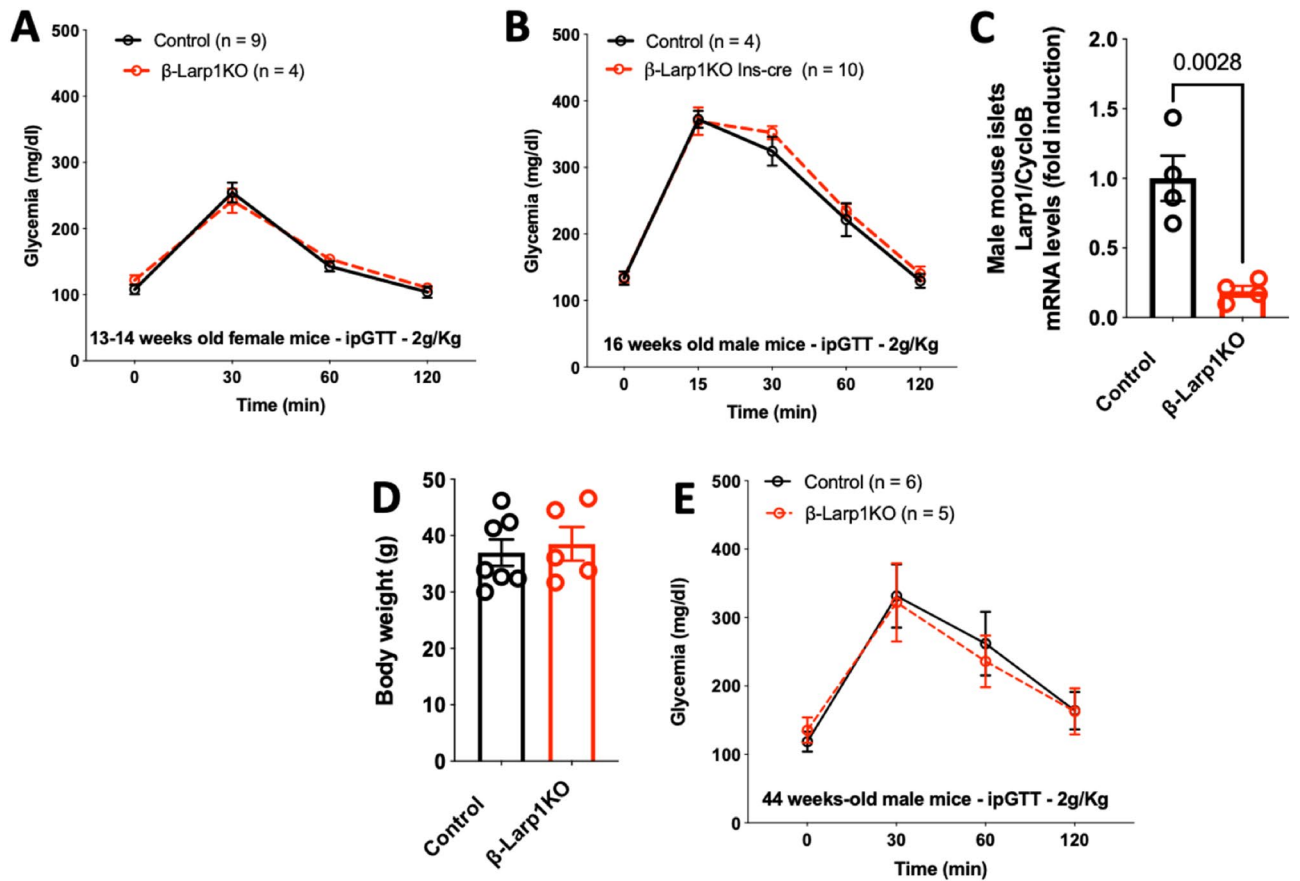 A
Control (n = 9)
β-Larp1KO (n = 4)
500
400
300
200
100
0
Glycemia (mg/dl)
13-14 weeks old female mice - ipGTT - 2g/Kg
0 30 60 120
Time (min)
B
Control (n = 4)
β-Larp1KO Ins-cre (n = 10)
500
400
300
200
100
0
Glycemia (mg/dl)
16 weeks old male mice - ipGTT - 2g/Kg
0 15 30 60 120
Time (min)
C
Male mouse islets
Larp1/CycloB
mRNA levels (fold induction)
2.0
1.5
1.0
0.5
0.0
0.0028
Control
β-Larp1KO
D
Body weight (g)
50
40
30
20
10
0
Control
β-Larp1KO
E
Control (n = 6)
β-Larp1KO (n = 5)
500
400
300
200
100
0
Glycemia (mg/dl)
44 weeks-old male mice - ipGTT - 2g/Kg
0 30 60 120
Time (min)